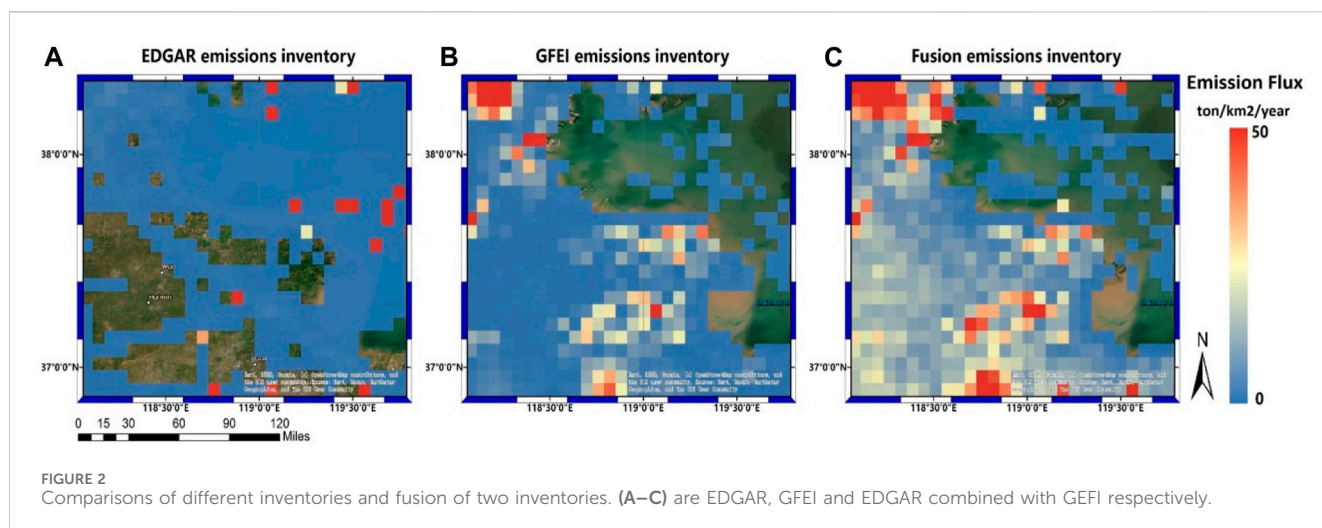 A
EDGAR emissions inventory
B
GFEI emissions inventory
C
Fusion emissions inventory
Emission Flux
ton/km2/year
50
0
N
38°0'0"N
37°0'0"N
118°30'0"E
119°0'0"E
119°30'0"E
38°0'0"N
37°0'0"N
118°30'0"E
119°0'0"E
119°30'0"E
38°0'0"N
37°0'0"N
118°30'0"E
119°0'0"E
119°30'0"E
0 15 30 60 90 120
Miles
FIGURE 2
Comparisons of different inventories and fusion of two inventories. (A–C) are EDGAR, GFEI and EDGAR combined with GEFI respectively.